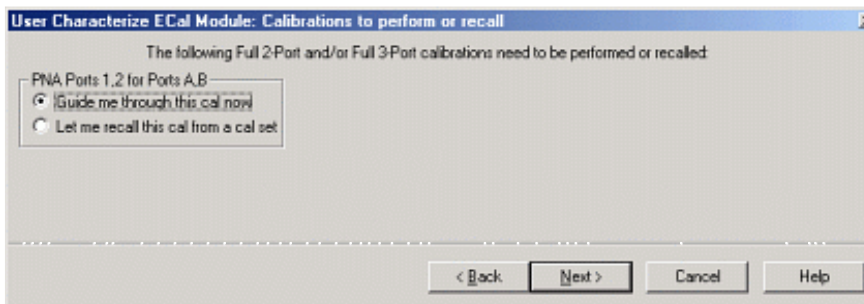 User Characterize ECal Module: Calibrations to perform or recall
The following Full 2-Port and/or Full 3-Port calibrations need to be performed or recalled:
PNA Ports 1,2 for Ports A,B
Guide me through this cal now
Let me recall this cal from a cal set
< Back
Next >
Cancel
Help